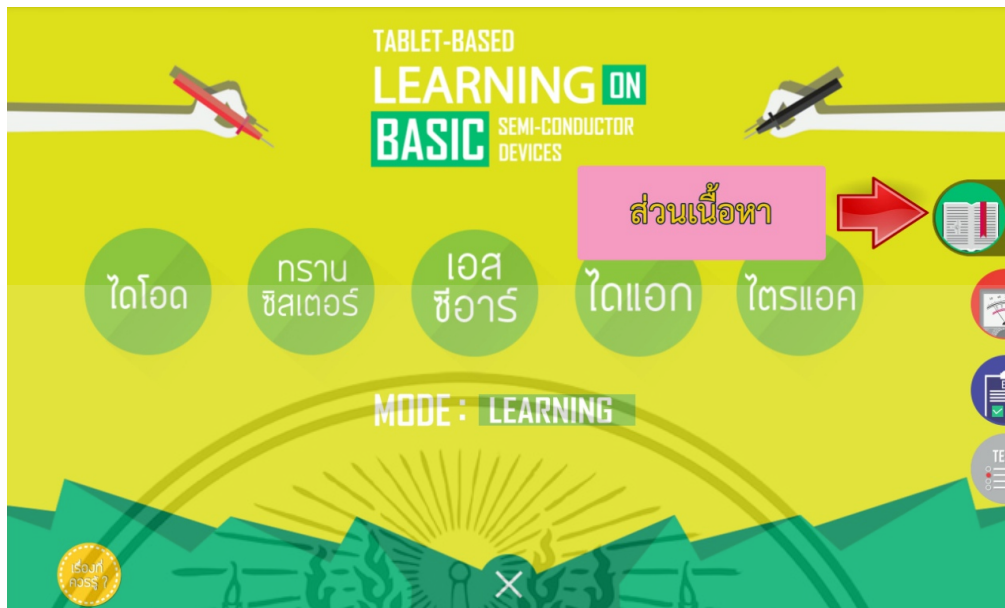 TABLET-BASED
LEARNING ON
BASIC SEMI-CONDUCTOR
DEVICES
ส่วนเนื้อหา
ไดโอด
ทราน
ซิสเตอร์
เอส
ซีอาร์
ไดแอก
ไตรแอค
MODE : LEARNING
TE
เรื่องที่
ควรรู้ ?